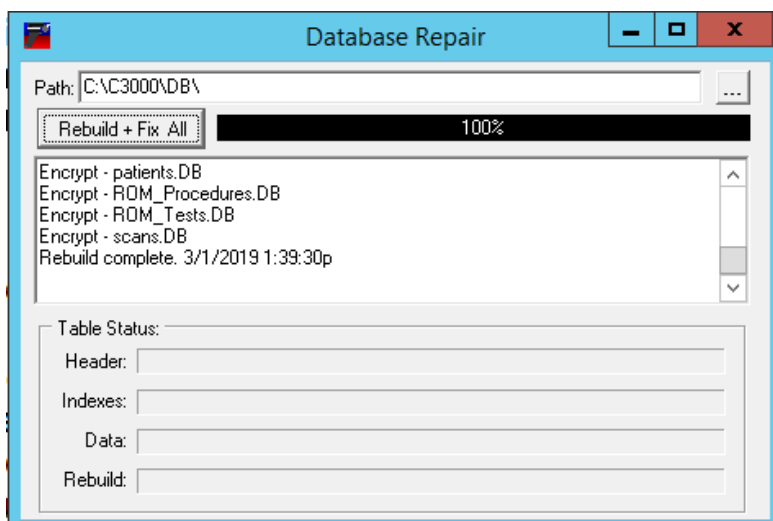 Database Repair
Path: C:\C3000\DB\
...
Rebuild + Fix All
100%
Encrypt - patients.DB
Encrypt - ROM_Procedures.DB
Encrypt - ROM_Tests.DB
Encrypt - scans.DB
Rebuild complete. 3/1/2019 1:39:30p
Table Status:
Header:
Indexes:
Data:
Rebuild: